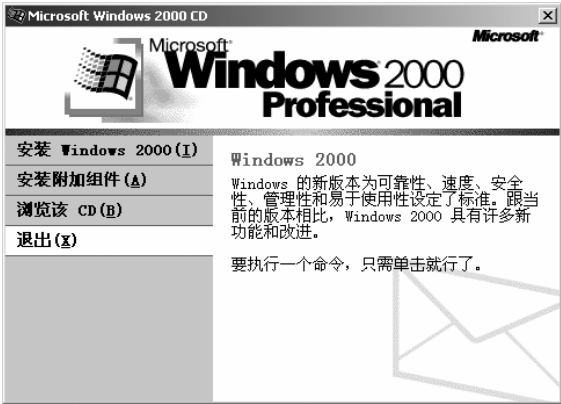 Microsoft Windows 2000 CD
Microsoft
Microsoft
Windows 2000
Professional
安装 Windows 2000(I)
安装附加组件(A)
浏览该 CD(B)
退出(X)
Windows 2000
Windows 的新版本为可靠性、速度、安全
性、管理性和易于使用性设定了标准。跟当
前的版本相比，Windows 2000 具有许多新
功能和改进。
要执行一个命令，只需单击就行了。